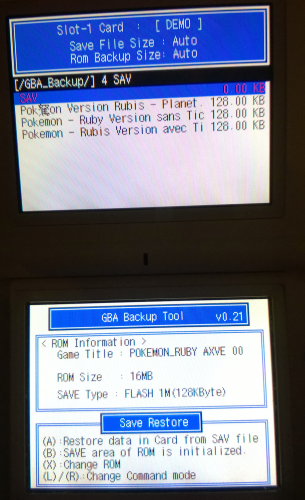 Slot-1 Card : [ DEMO ]
Save File Size : Auto
Rom Backup Size: Auto
[/GBA_Backup/] 4 SAV
SAV 0.00 KB
Version Rubis - Planet. 128.00 KB
Pokemon - Ruby Version sans Tic 128.00 KB
Pokemon - Rubis Version avec Ti 128.00 KB
GBA Backup Tool v0.21
< ROM Information >
Game Title : POKEMON_RUBY AXVE 00
ROM Size : 16MB
SAVE Type : FLASH 1M(128KByte)
Save Restore
(A):Restore data in Card from SAV file
(B):SAVE area of ROM is initialized.
(X):Change ROM
(L)/(R):Change Command mode